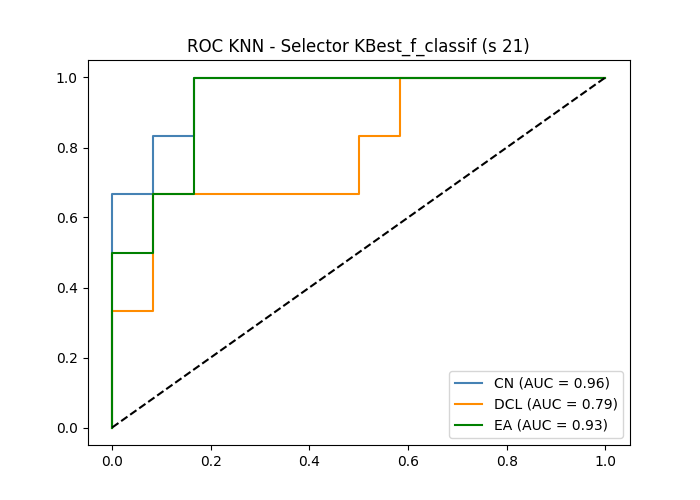 ROC KNN - Selector KBest_f_classif (s 21)
1.0
0.8
0.6
0.4
0.2
0.0
0.0 0.2 0.4 0.6 0.8 1.0
CN (AUC = 0.96)
DCL (AUC = 0.79)
EA (AUC = 0.93)